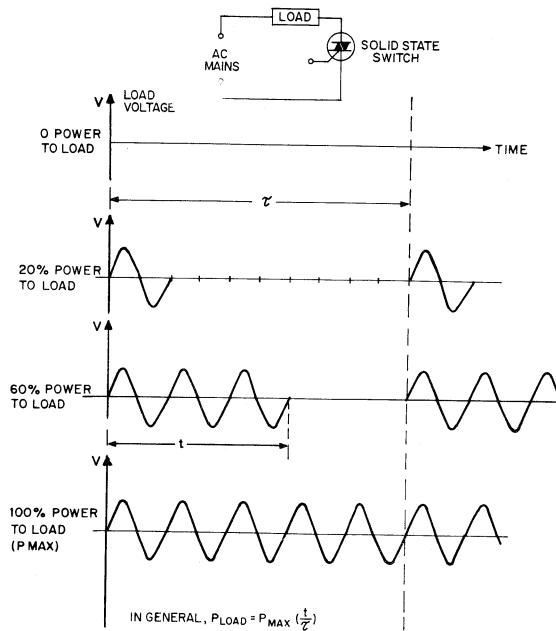 LOAD
AC
MAINS
SOLID STATE
SWITCH
V
LOAD
VOLTAGE
0 POWER
TO LOAD
TIME
τ
V
20% POWER
TO LOAD
V
60% POWER
TO LOAD
t
V
100% POWER
TO LOAD
(P MAX)
IN GENERAL, PLOAD = PMAX (t/τ)